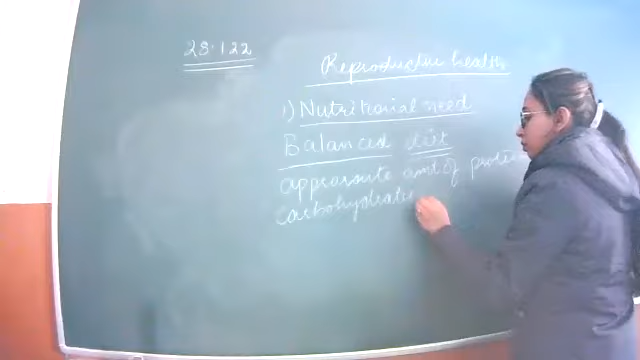 28.1.22
Reproductive health
1) Nutritional need
Balanced diet
appropriate amt of protein
carbohydrate